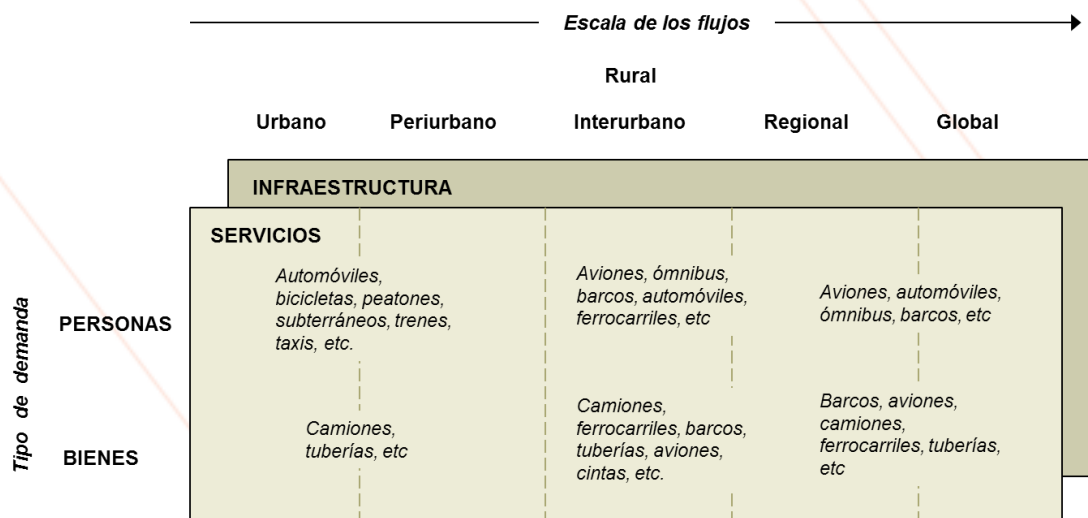 Escala de los flujos
Rural
Urbano Periurbano Interurbano Regional Global
INFRAESTRUCTURA
SERVICIOS
Tipo de demanda
PERSONAS
Automóviles,
bicicletas, peatones,
subterráneos, trenes,
taxis, etc.
Aviones, ómnibus,
barcos, automóviles,
ferrocarriles, etc
Aviones, automóviles,
ómnibus, barcos, etc
BIENES
Camiones,
tuberías, etc
Camiones,
ferrocarriles, barcos,
tuberías, aviones,
cintas, etc.
Barcos, aviones,
camiones,
ferrocarriles, tuberías,
etc